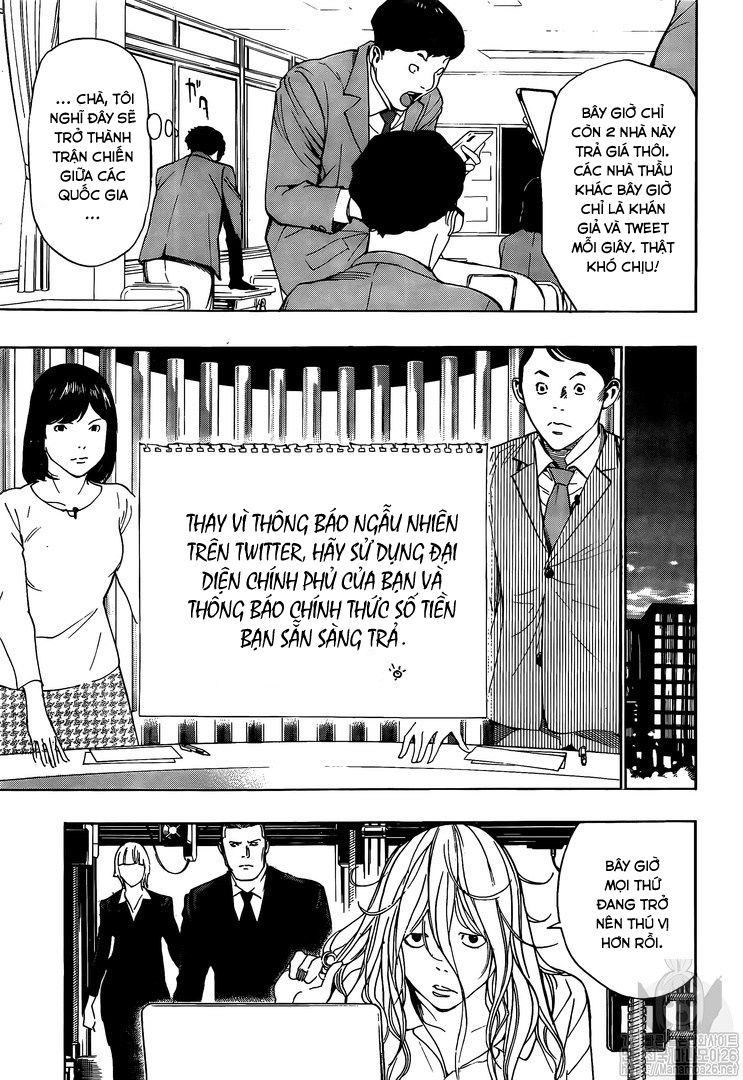 BÂY GIỜ CHỈ
CÒN 2 NHÀ NÀY
TRẢ GIÁ THÔI.
CÁC NHÀ THẦU
KHÁC BÂY GIỜ
CHỈ LÀ KHÁN
GIẢ VÀ TWEET
MỖI GIÂY. THẬT
KHÓ CHỊU!
... CHÀ, TÔI
NGHĨ ĐÂY SẼ
TRỞ THÀNH
TRẬN CHIẾN
GIỮA CÁC
QUỐC GIA
...
ガタ
THAY VÌ THÔNG BÁO NGẪU NHIÊN
TRÊN TWITTER, HÃY SỬ DỤNG ĐẠI
DIỆN CHÍNH PHỦ CỦA BẠN VÀ
THÔNG BÁO CHÍNH THỨC SỐ TIỀN
BẠN SẴN SÀNG TRẢ.
BÂY GIỜ
MỌI THỨ
ĐANG TRỞ
NÊN THÚ VỊ
HƠN RỒI.